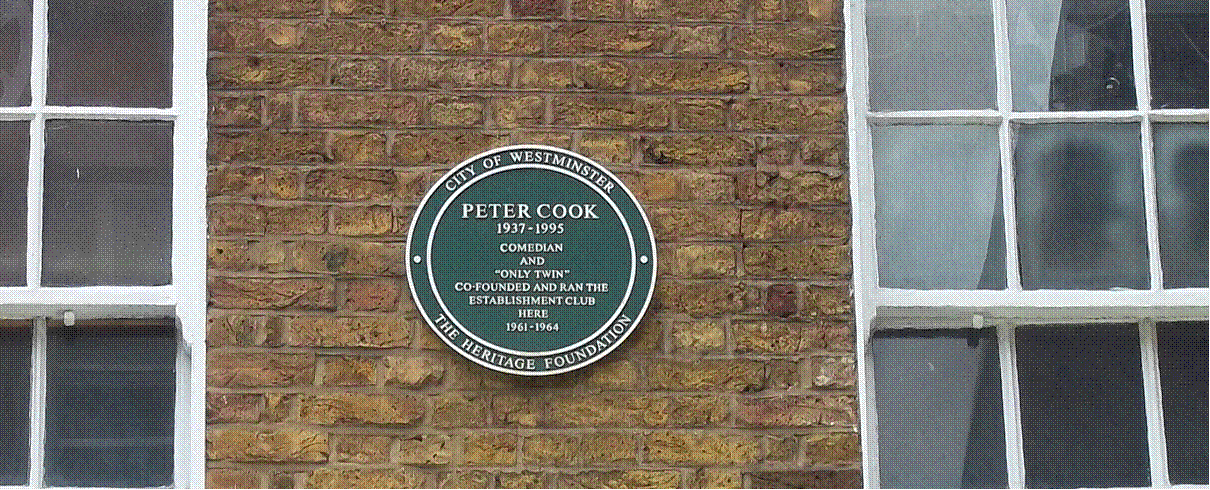 CITY OF WESTMINSTER
PETER COOK
1937-1995
COMEDIAN
AND
"ONLY TWIN"
CO-FOUNDED AND RAN THE
ESTABLISHMENT CLUB
HERE
1961-1964
THE HERITAGE FOUNDATION